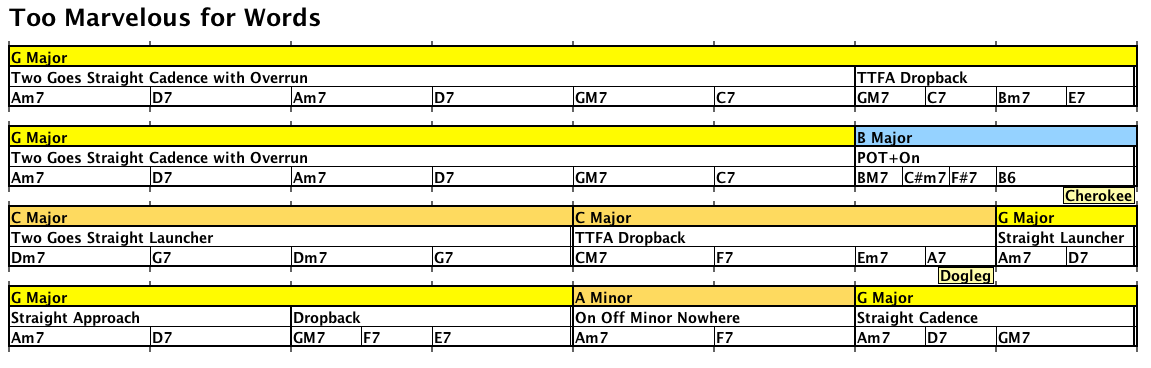 Too Marvelous for Words
G Major
Two Goes Straight Cadence with Overrun TTFA Dropback
Am7 D7 Am7 D7 GM7 C7 GM7 C7 Bm7 E7
G Major B Major
Two Goes Straight Cadence with Overrun POT+On
Am7 D7 Am7 D7 GM7 C7 BM7 C#m7 F#7 B6
Cherokee
C Major C Major G Major
Two Goes Straight Launcher TTFA Dropback Straight Launcher
Dm7 G7 Dm7 G7 CM7 F7 Em7 A7 Am7 D7
Dogleg
G Major A Minor G Major
Straight Approach Dropback On Off Minor Nowhere Straight Cadence
Am7 D7 GM7 F7 E7 Am7 F7 Am7 D7 GM7